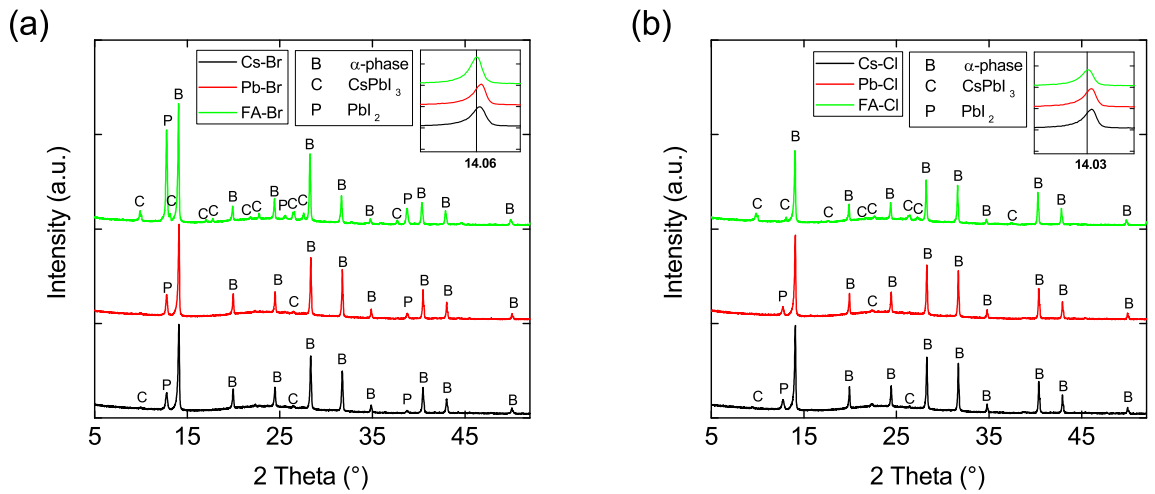 (a)
Cs-Br
Pb-Br
FA-Br
B α-phase
C CsPbI3
P PbI2
14.06
B
P
C C C C B C C B P C C B B B P C B B B
P B B C B B B P B B B
C P B B C B B B P B B B
Intensity (a.u.)
5 15 25 35 45
2 Theta (°)
(b)
Cs-Cl
Pb-Cl
FA-Cl
B α-phase
C CsPbI3
P PbI2
14.03
B
C C C B C C B C C B B B C B B B
P B C B B B B B B B
C P B B C B B B B B B
Intensity (a.u.)
5 15 25 35 45
2 Theta (°)